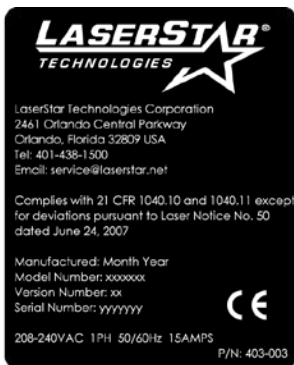 LASERSTAR®
TECHNOLOGIES
LaserStar Technologies Corporation
2461 Orlando Central Parkway
Orlando, Florida 32809 USA
Tel: 401-438-1500
Email: service@laserstar.net
Complies with 21 CFR 1040.10 and 1040.11 except
for deviations pursuant to Laser Notice No. 50
dated June 24, 2007
Manufactured: Month Year
Model Number: xxxxxxx
Version Number: xx
Serial Number: yyyyyyy
CE
208-240VAC 1PH 50/60Hz 15AMPS
P/N: 403-003